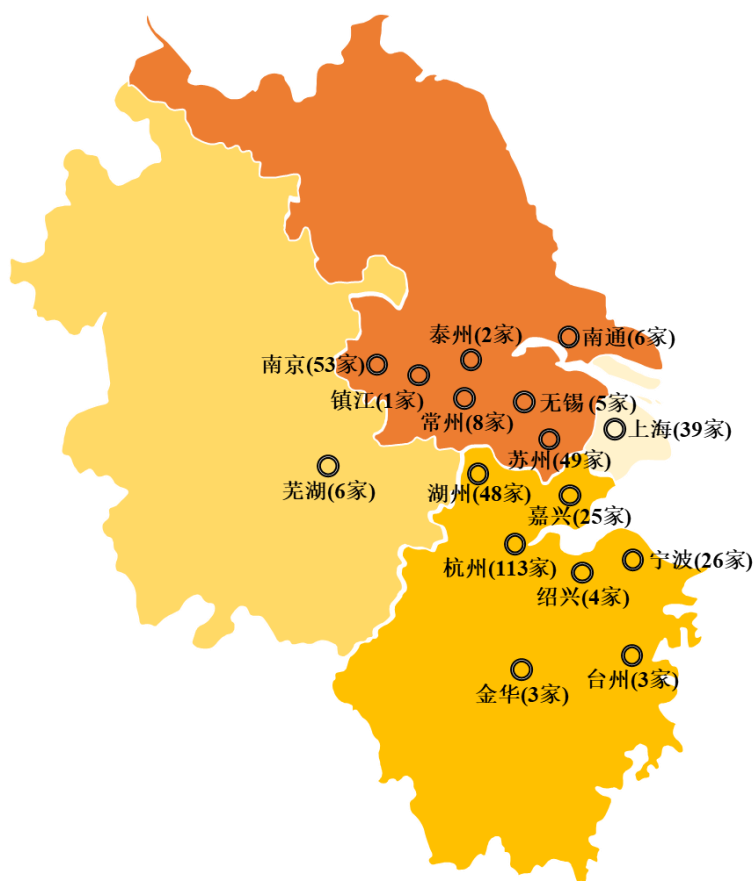 泰州(2家)
南通(6家)
南京(53家)
镇江(1家)
无锡(5家)
常州(8家)
上海(39家)
苏州(49家)
芜湖(6家)
湖州(48家)
嘉兴(25家)
杭州(113家)
宁波(26家)
绍兴(4家)
台州(3家)
金华(3家)